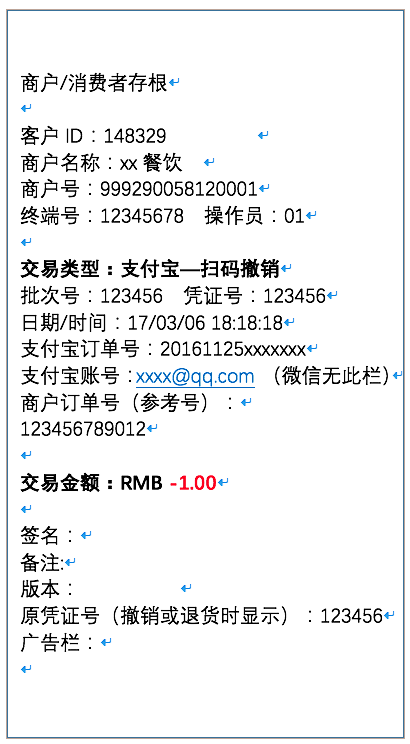 商户/消费者存根
客户 ID：148329
商户名称：xx 餐饮
商户号：999290058120001
终端号：12345678 操作员：01
交易类型：支付宝—扫码撤销
批次号：123456 凭证号：123456
日期/时间：17/03/06 18:18:18
支付宝订单号：20161125xxxxxxx
支付宝账号：xxxx@qq.com （微信无此栏）
商户订单号（参考号）：
123456789012
交易金额：RMB -1.00
签名：
备注:
版本：
原凭证号（撤销或退货时显示）：123456
广告栏：